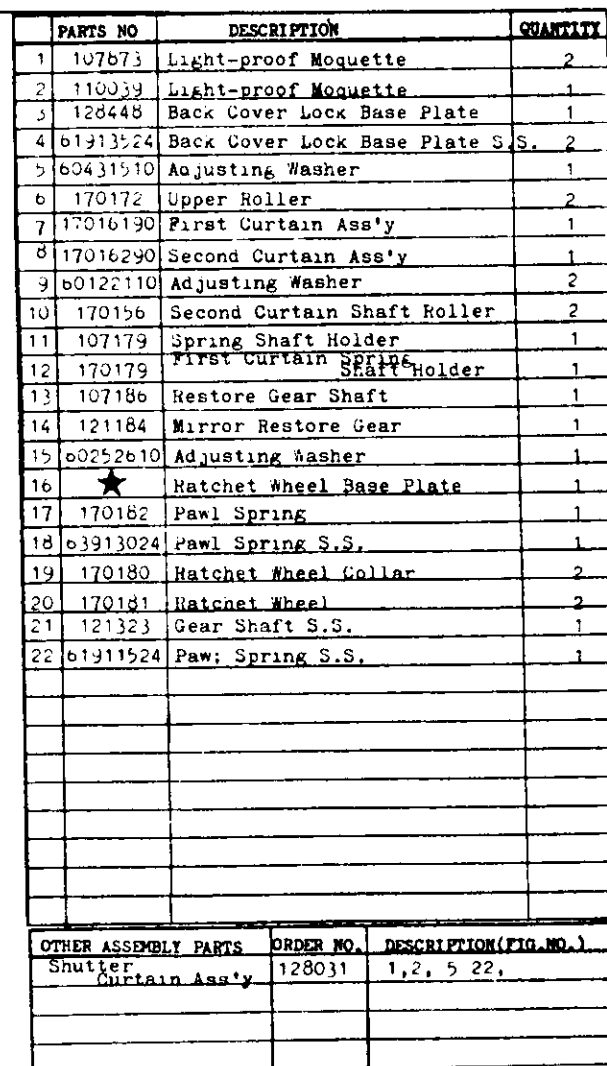 PARTS NO DESCRIPTION QUANTITY
1 107673 Light-proof Moquette 2
2 110039 Light-proof Moquette 1
3 128448 Back Cover Lock Base Plate 1
4 61913524 Back Cover Lock Base Plate S.S. 2
5 60431510 Adjusting Washer 1
6 170172 Upper Roller 2
7 17016190 First Curtain Ass'y 1
8 17016290 Second Curtain Ass'y 1
9 60122110 Adjusting Washer 2
10 170156 Second Curtain Shaft Roller 2
11 107179 Spring Shaft Holder 1
12 170179 First Curtain Spring Shaft Holder 1
13 107186 Restore Gear Shaft 1
14 121184 Mirror Restore Gear 1
15 60252610 Adjusting Washer 1
16 ★ Ratchet Wheel Base Plate 1
17 170182 Pawl Spring 1
18 63913024 Pawl Spring S.S. 1
19 170180 Ratchet Wheel Collar 2
20 170181 Ratchet Wheel 2
21 121323 Gear Shaft S.S. 1
22 61911524 Paw; Spring S.S. 1
OTHER ASSEMBLY PARTS ORDER NO. DESCRIPTION(FIG.NO.)
Shutter Curtain Ass'y 128031 1,2, 5 22,